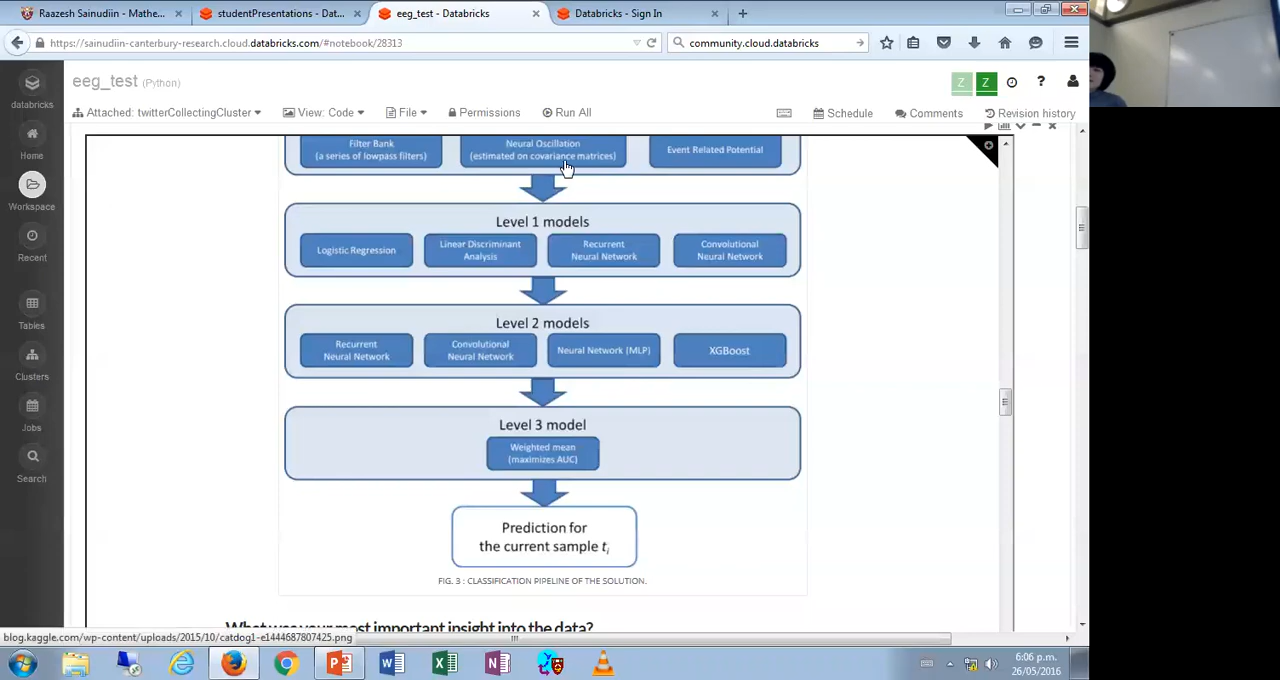 Raazesh Sainudiin - Mathe...
studentPresentations - Dat...
eeg_test - Databricks
Databricks - Sign In
https://sainudiin-canterbury-research.cloud.databricks.com/#notebook/28313
community.cloud.databricks
eeg_test (Python)
Z Z ?
Attached: twitterCollectingCluster
View: Code
File
Permissions
Run All
Schedule
Comments
Revision history
databricks
Home
Workspace
Recent
Tables
Clusters
Jobs
Search
Filter Bank
(a series of lowpass filters)
Neural Oscillation
(estimated on covariance matrices)
Event Related Potential
Level 1 models
Logistic Regression
Linear Discriminant
Analysis
Recurrent
Neural Network
Convolutional
Neural Network
Level 2 models
Recurrent
Neural Network
Convolutional
Neural Network
Neural Network (MLP)
XGBoost
Level 3 model
Weighted mean
(maximizes AUC)
Prediction for
the current sample tᵢ
FIG. 3 : CLASSIFICATION PIPELINE OF THE SOLUTION.
What was your most important insight into the data?
blog.kaggle.com/wp-content/uploads/2015/10/catdog1-e1444687807425.png
6:06 p.m.
26/05/2016